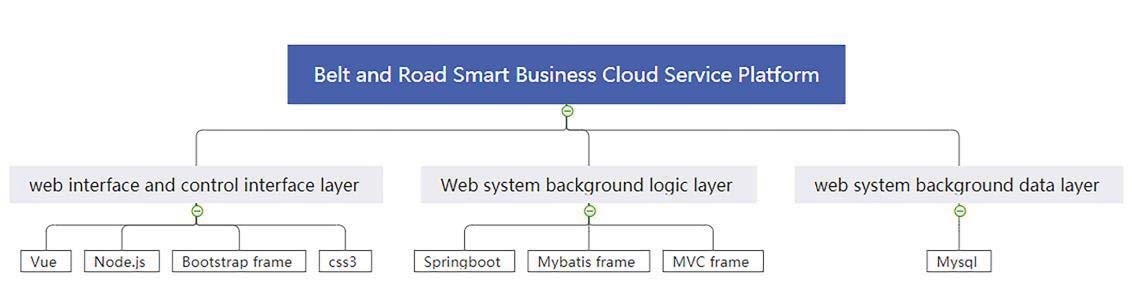 Belt and Road Smart Business Cloud Service Platform
web interface and control interface layer
Web system background logic layer
web system background data layer
Vue
Node.js
Bootstrap frame
css3
Springboot
Mybatis frame
MVC frame
Mysql